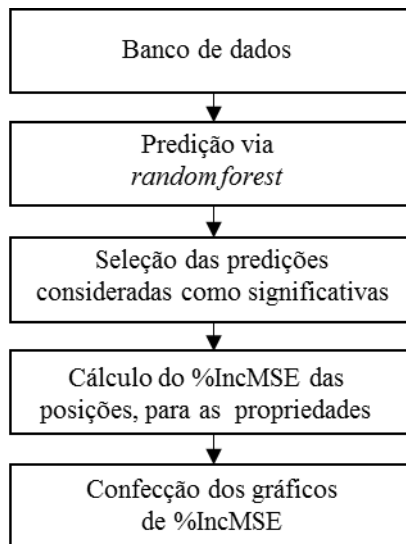 Banco de dados
Predição via
random forest
Seleção das predições
consideradas como significativas
Cálculo do %IncMSE das
posições, para as propriedades
Confecção dos gráficos
de %IncMSE